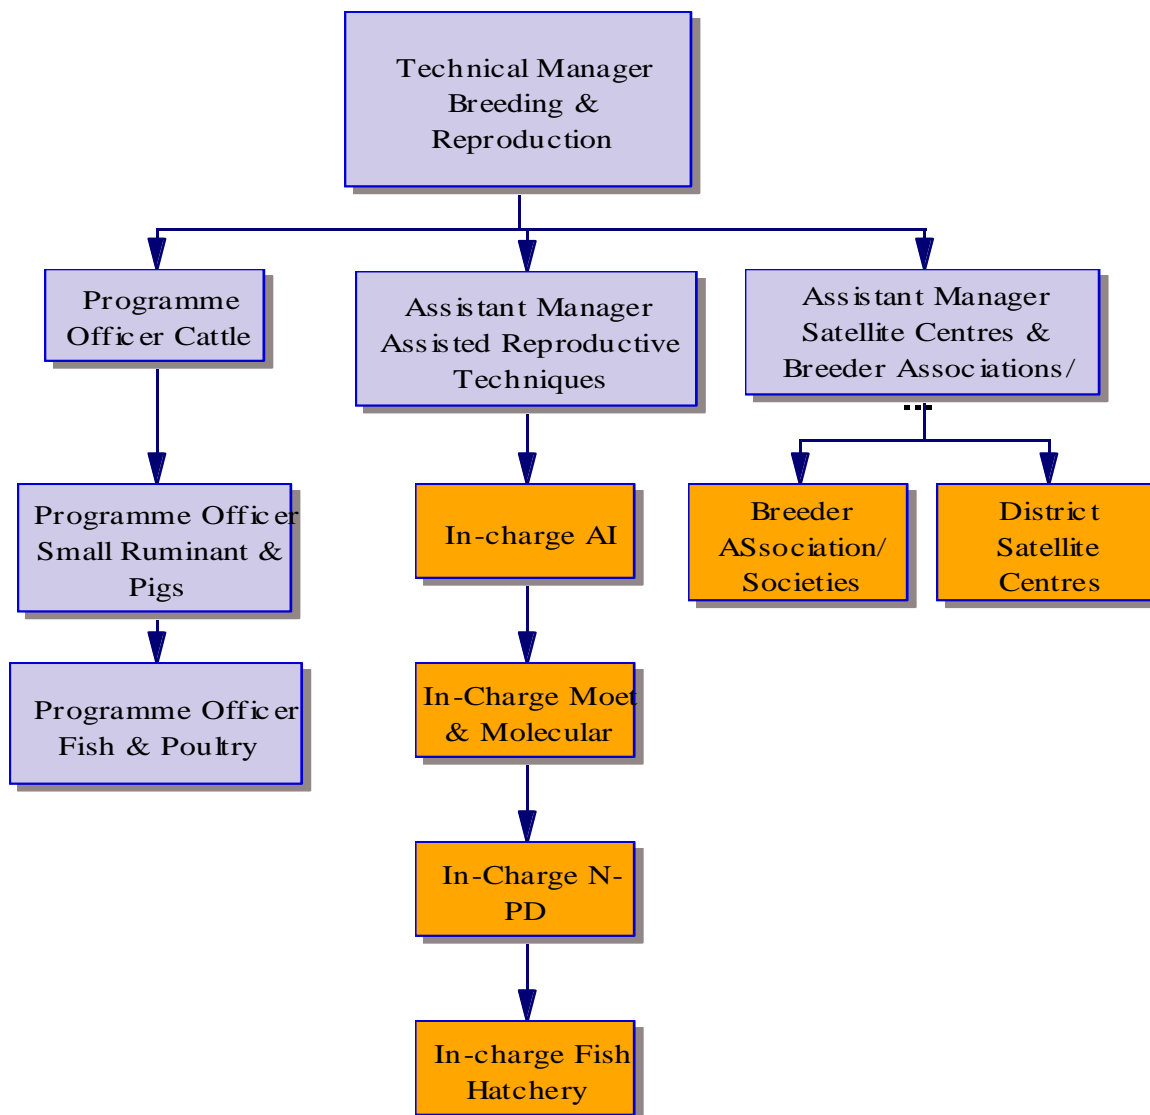 Technical Manager
Breeding &
Reproduction
Programme
Officer Cattle
Assistant Manager
Assisted Reproductive
Techniques
Assistant Manager
Satellite Centres &
Breeder Associations/
Programme Officer
Small Ruminant &
Pigs
In-charge AI
Breeder
ASsociation/
Societies
District
Satellite
Centres
Programme Officer
Fish & Poultry
In-Charge Moet
& Molecular
In-Charge N-
PD
In-charge Fish
Hatchery